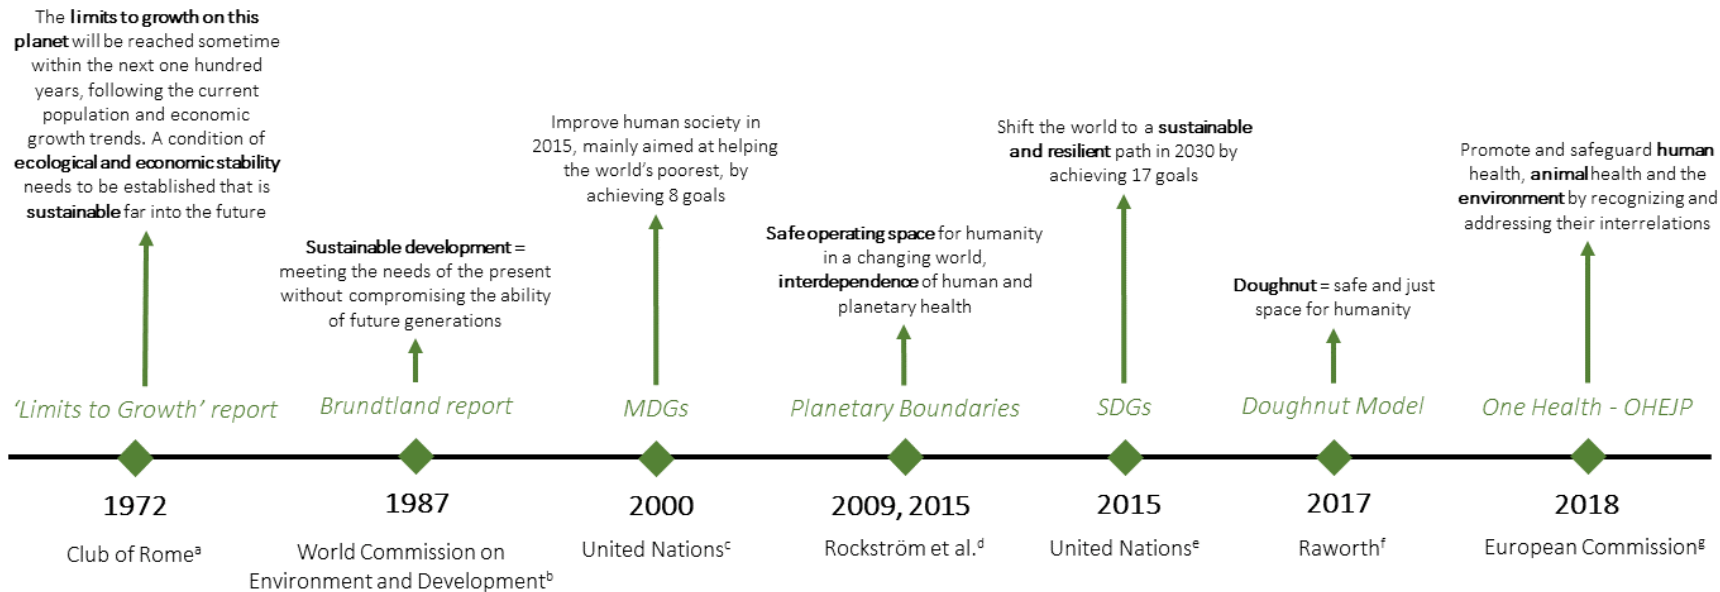 The limits to growth on this
planet will be reached sometime
within the next one hundred
years, following the current
population and economic
growth trends. A condition of
ecological and economic stability
needs to be established that is
sustainable far into the future
Sustainable development =
meeting the needs of the present
without compromising the ability
of future generations
Improve human society in
2015, mainly aimed at helping
the world's poorest, by
achieving 8 goals
Safe operating space for humanity
in a changing world,
interdependence of human and
planetary health
Shift the world to a sustainable
and resilient path in 2030 by
achieving 17 goals
Doughnut = safe and just
space for humanity
Promote and safeguard human
health, animal health and the
environment by recognizing and
addressing their interrelations
'Limits to Growth' report
Brundtland report
MDGs
Planetary Boundaries
SDGs
Doughnut Model
One Health - OHEJP
1972
1987
2000
2009, 2015
2015
2017
2018
Club of Romeᵃ
World Commission on
Environment and Developmentᵇ
United Nationsᶜ
Rockström et al.ᵈ
United Nationsᵉ
Raworthᶠ
European Commissionᵍ